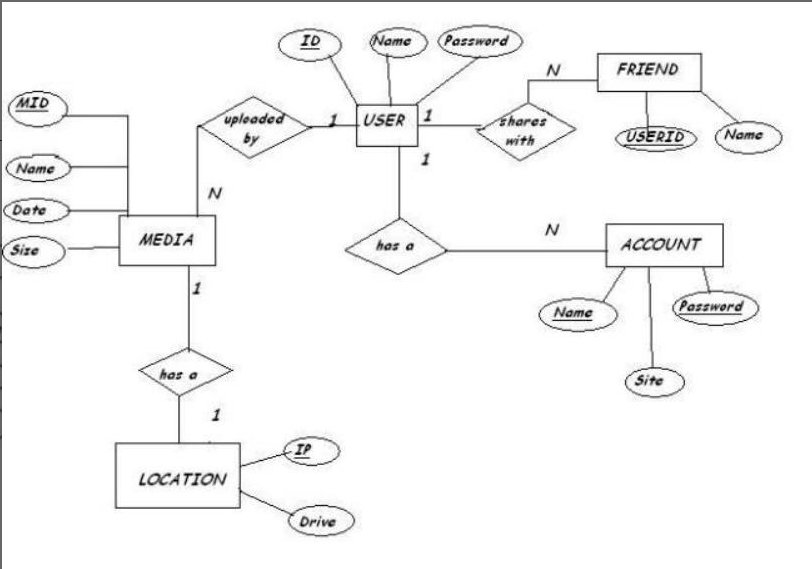 ID
Name
Password
N
FRIEND
MID
uploaded
by
1
USER
1
shares
with
USERID
Name
Name
1
N
Date
MEDIA
Size
has a
N
ACCOUNT
1
Name
Password
has a
Site
1
IP
LOCATION
Drive